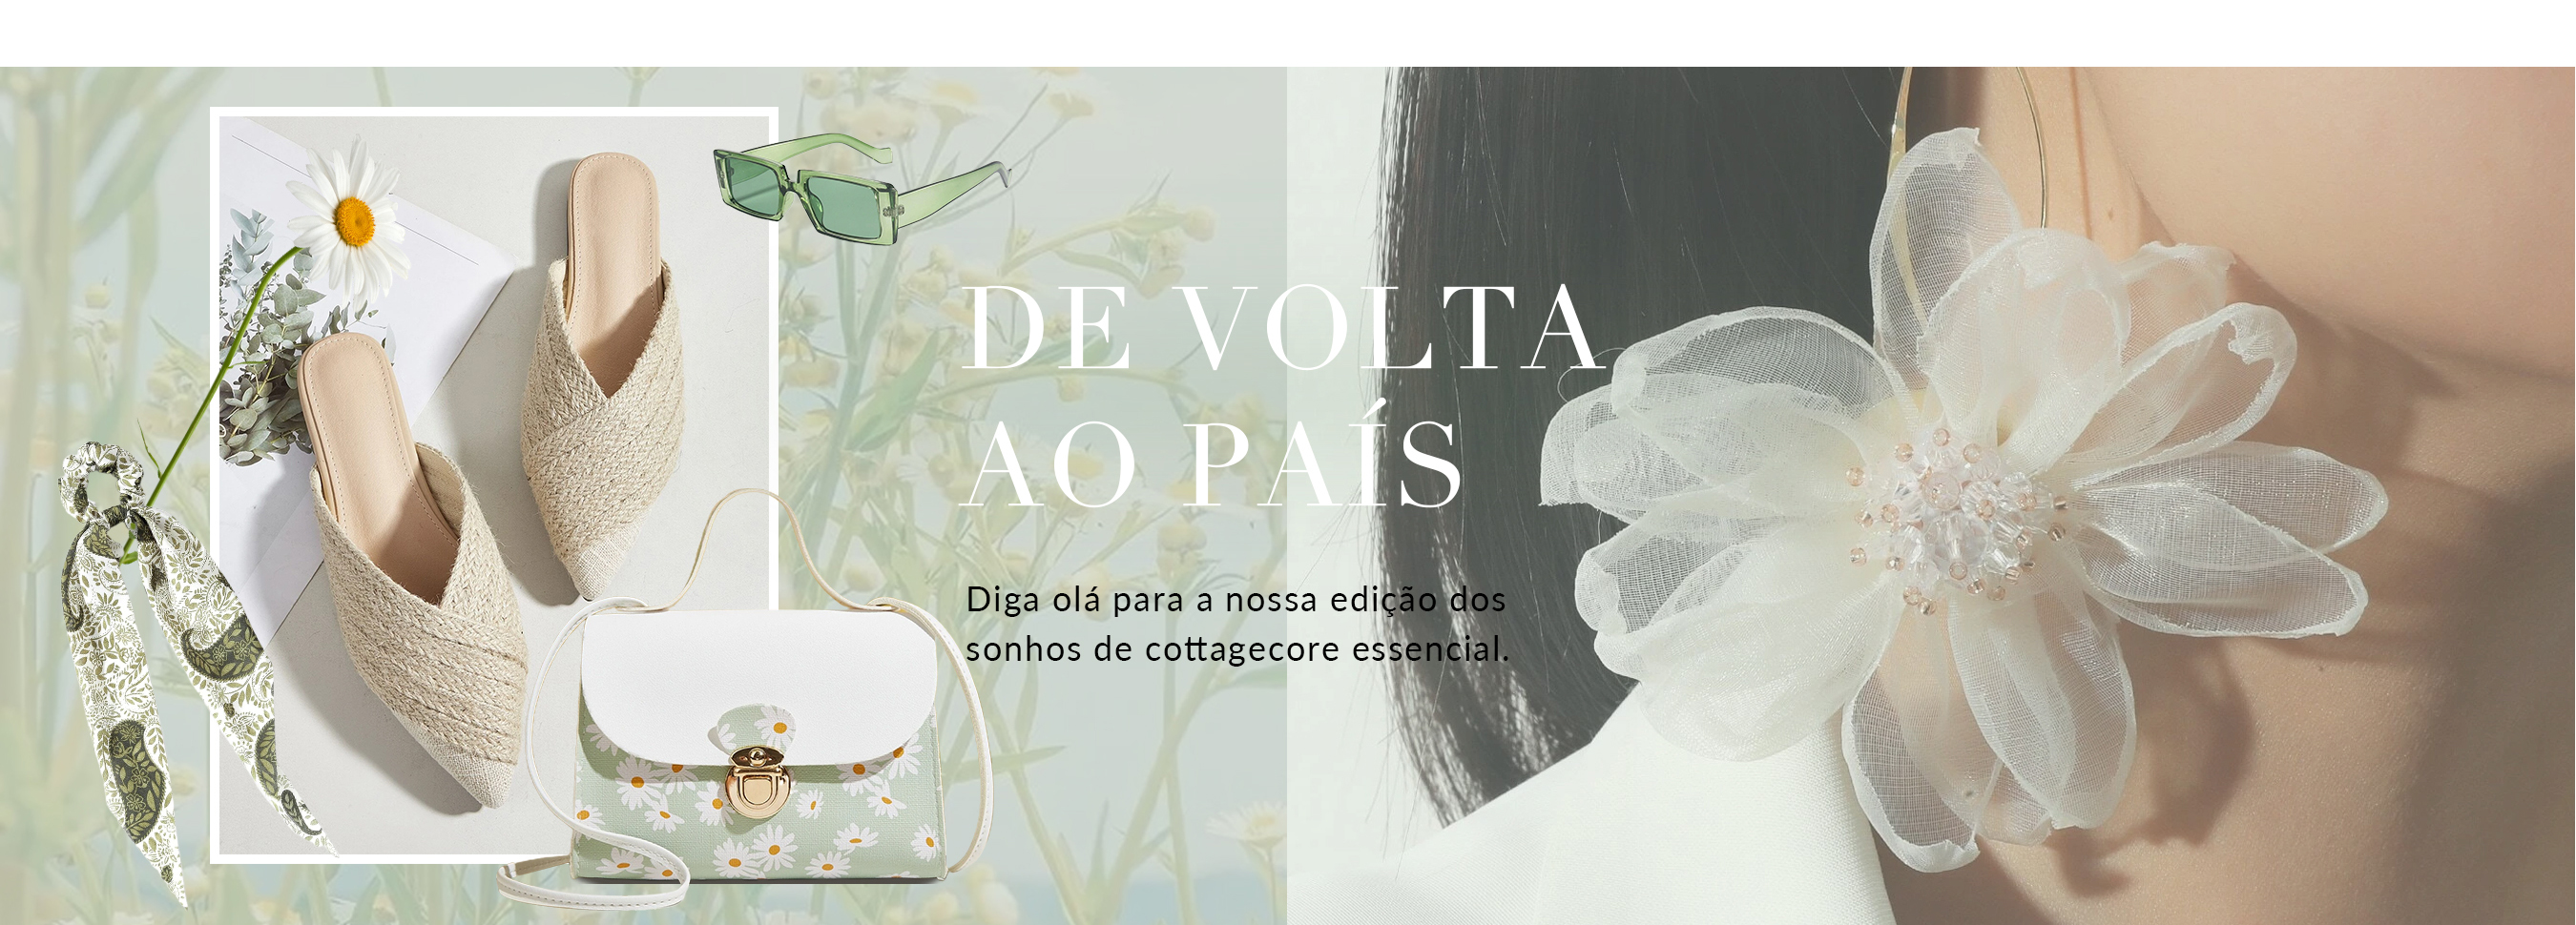 DE VOLTA
AO PAÍS
Diga olá para a nossa edição dos
sonhos de cottagecore essencial.